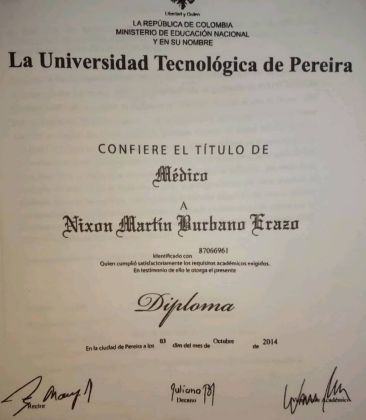 Libertad y Orden
LA REPÚBLICA DE COLOMBIA
MINISTERIO DE EDUCACIÓN NACIONAL
Y EN SU NOMBRE
La Universidad Tecnológica de Pereira
CONFIERE EL TÍTULO DE
Médico
A
Nixon Martín Burbano Erazo
Identificado con 87066961
Quien cumplió satisfactoriamente los requisitos académicos exigidos.
En testimonio de ello le otorga el presente
Diploma
En la ciudad de Pereira a los 03 días del mes de Octubre de 2014
Rector Decano Académico